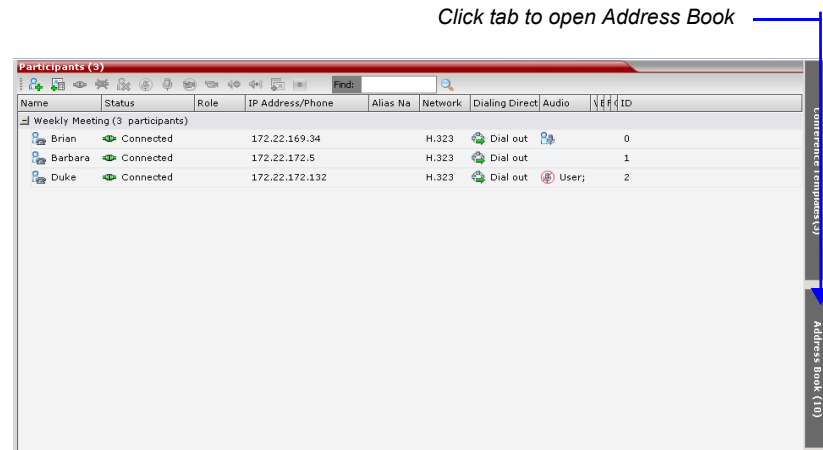 Click tab to open Address Book
Participants (3)
Find:
Name Status Role IP Address/Phone Alias Na Network Dialing Direct Audio ID
Weekly Meeting (3 participants)
Brian Connected 172.22.169.34 H.323 Dial out 0
Barbara Connected 172.22.172.5 H.323 Dial out 1
Duke Connected 172.22.172.132 H.323 Dial out User; 2
Conference Templates (3)
Address Book (10)